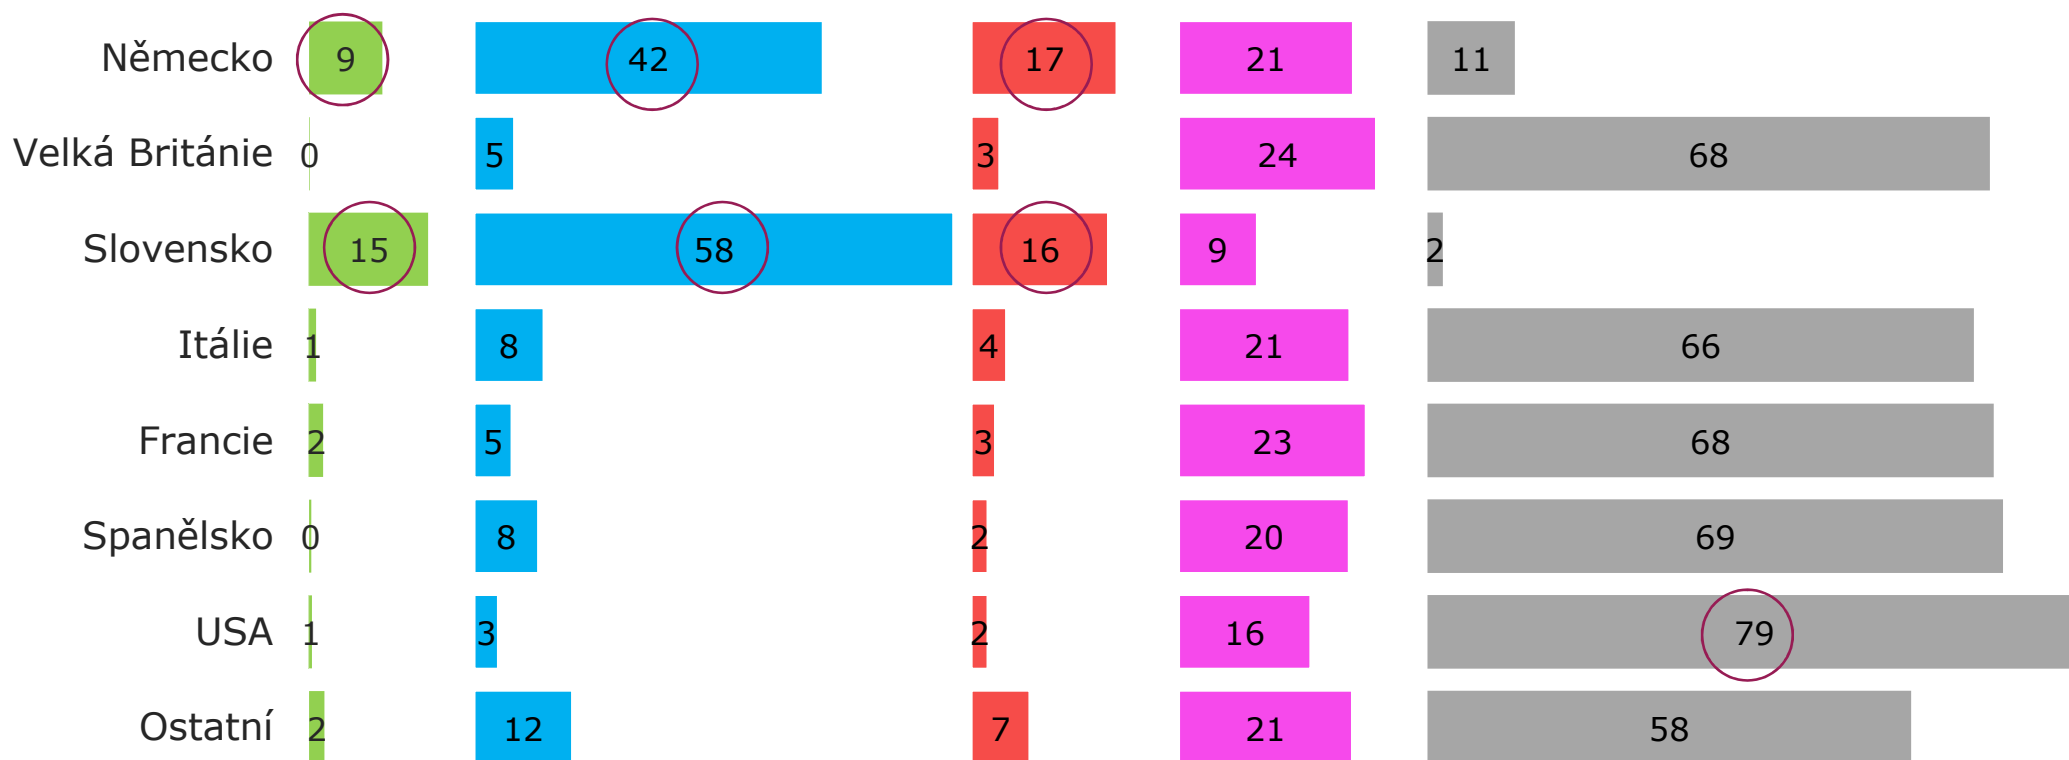 Německo 9 42 17 21 11
Velká Británie 0 5 3 24 68
Slovensko 15 58 16 9 2
Itálie 1 8 4 21 66
Francie 2 5 3 23 68
Spanělsko 0 8 2 20 69
USA 1 3 2 16 79
Ostatní 2 12 7 21 58